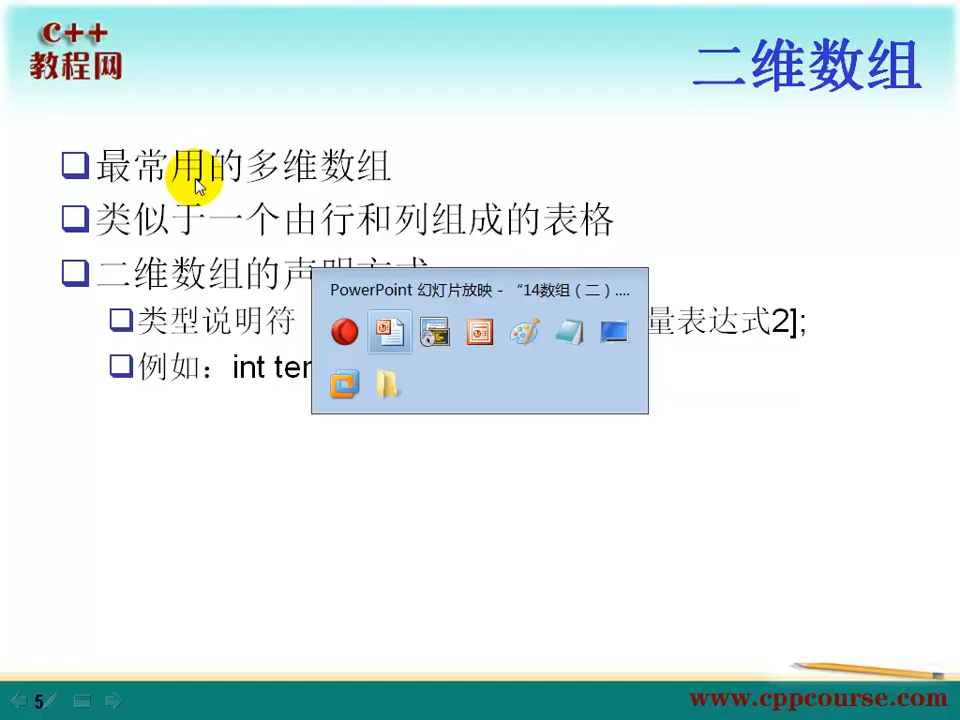 C++
教程网
二维数组
最常用的多维数组
类似于一个由行和列组成的表格
二维数组的声明方式
PowerPoint 幻灯片放映 - “14数组（二）....
类型说明符 量表达式2];
例如：int ter
5
www.cppcourse.com